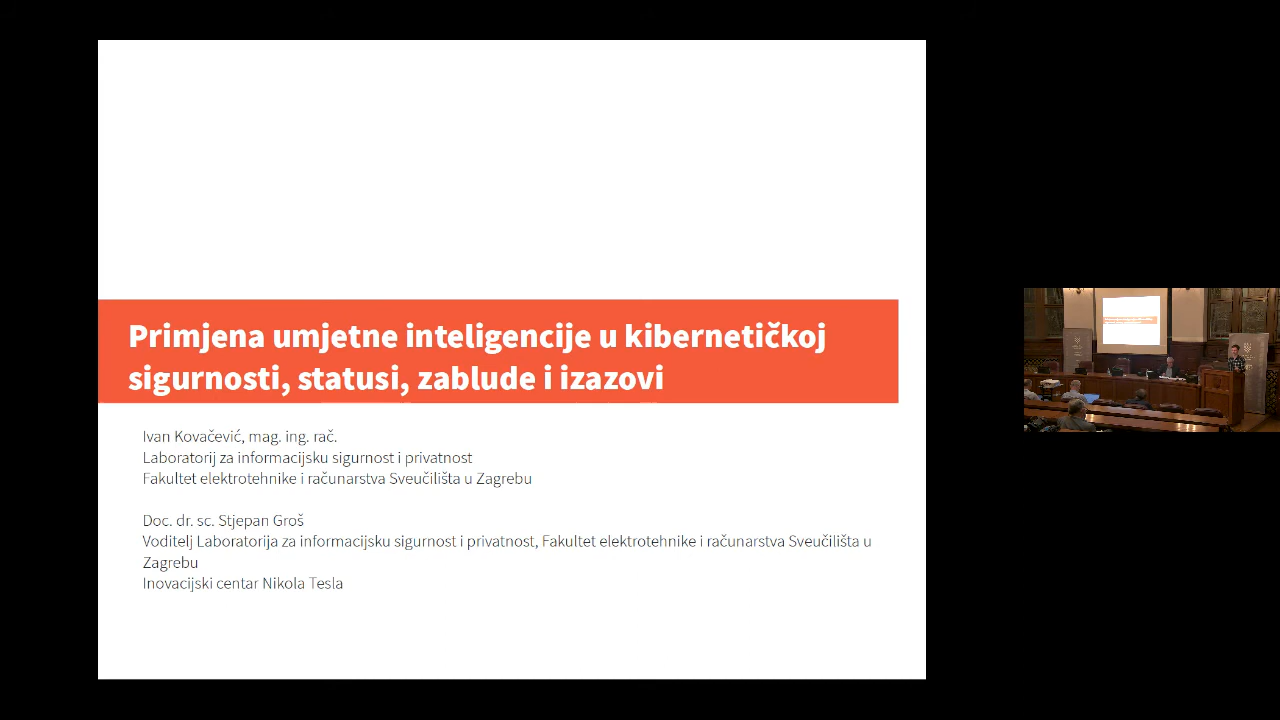 Primjena umjetne inteligencije u kibernetičkoj
sigurnosti, statusi, zablude i izazovi
Ivan Kovačević, mag. ing. rač.
Laboratorij za informacijsku sigurnost i privatnost
Fakultet elektrotehnike i računarstva Sveučilišta u Zagrebu
Doc. dr. sc. Stjepan Groš
Voditelj Laboratorija za informacijsku sigurnost i privatnost, Fakultet elektrotehnike i računarstva Sveučilišta u
Zagrebu
Inovacijski centar Nikola Tesla